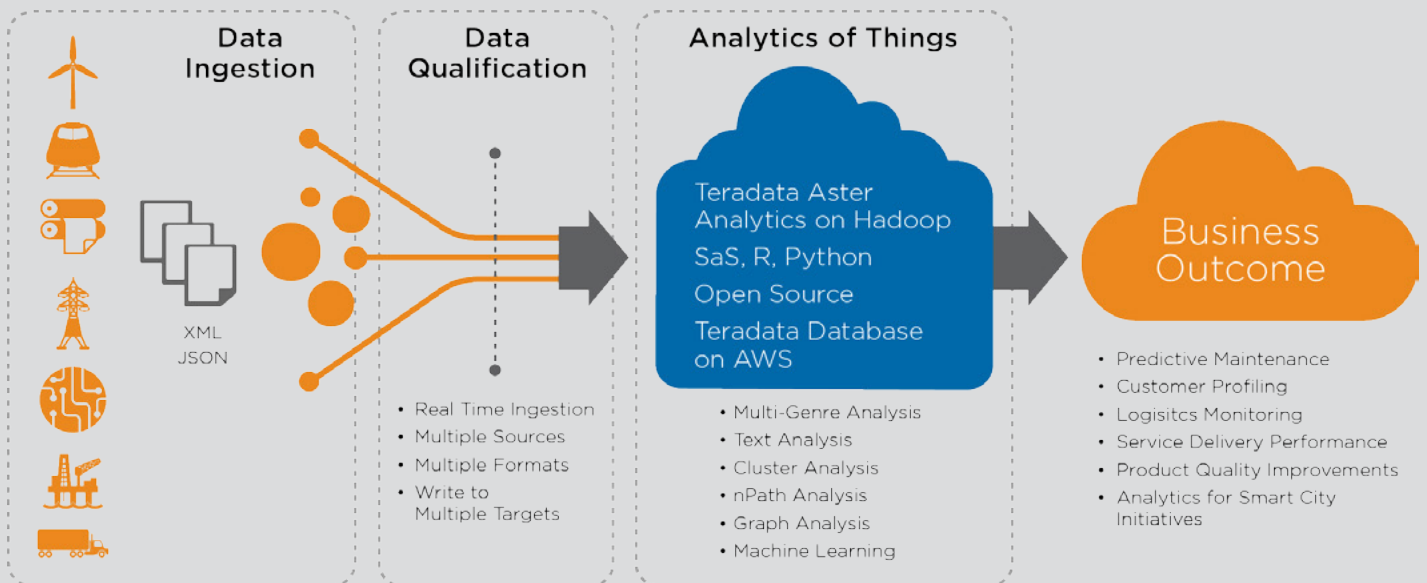 Data
Ingestion
XML
JSON
Data
Qualification
• Real Time Ingestion
• Multiple Sources
• Multiple Formats
• Write to
Multiple Targets
Analytics of Things
Teradata Aster
Analytics on Hadoop
SaS, R, Python
Open Source
Teradata Database
on AWS
• Multi-Genre Analysis
• Text Analysis
• Cluster Analysis
• nPath Analysis
• Graph Analysis
• Machine Learning
Business
Outcome
• Predictive Maintenance
• Customer Profiling
• Logisitcs Monitoring
• Service Delivery Performance
• Product Quality Improvements
• Analytics for Smart City
Initiatives